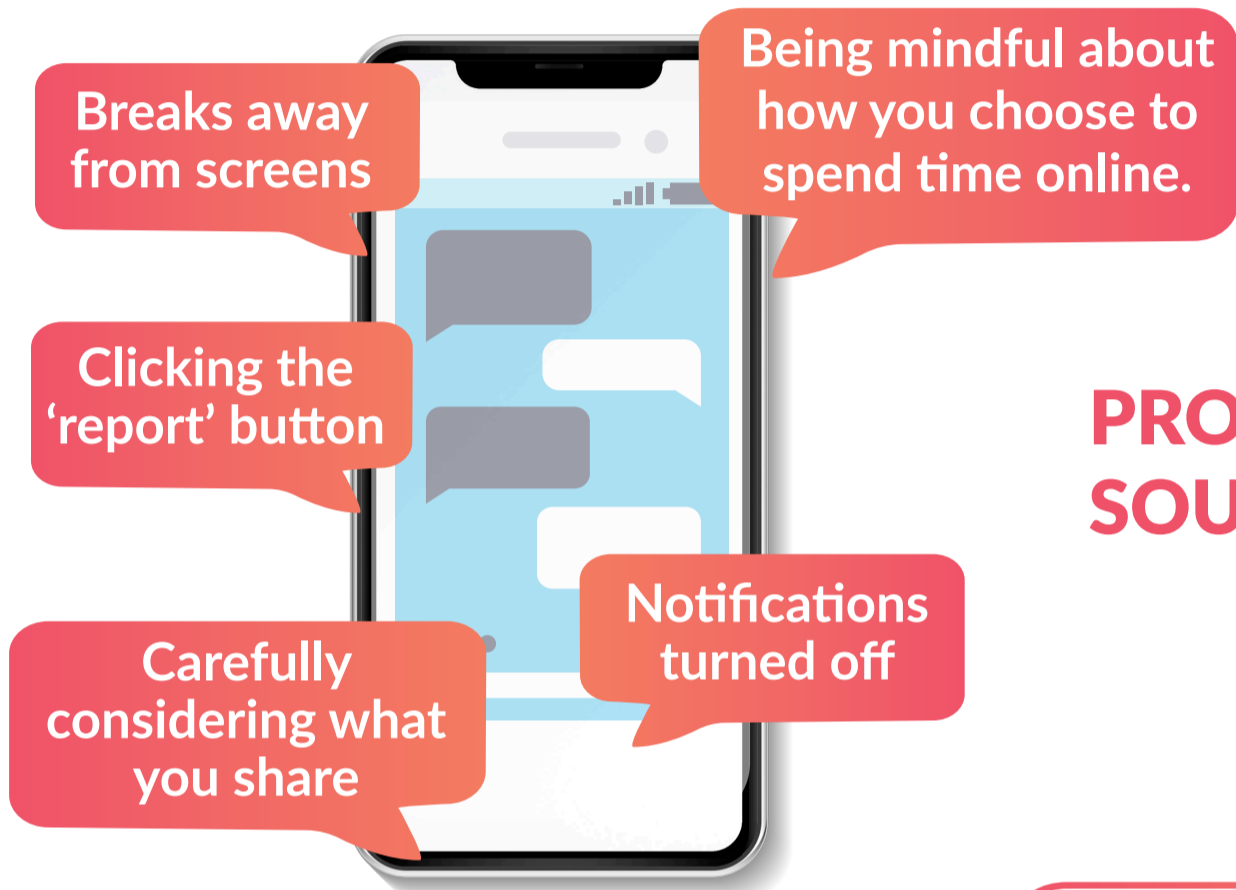 Breaks away
from screens
Being mindful about
how you choose to
spend time online.
Clicking the
‘report’ button
PRO
SOU
Notifications
turned off
Carefully
considering what
you share